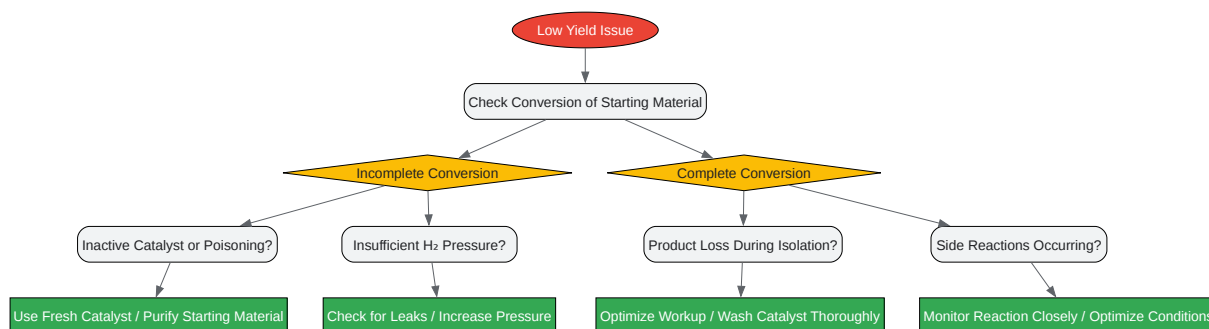 Low Yield Issue
Check Conversion of Starting Material
Incomplete Conversion
Complete Conversion
Inactive Catalyst or Poisoning?
Insufficient H₂ Pressure?
Product Loss During Isolation?
Side Reactions Occurring?
Use Fresh Catalyst / Purify Starting Material
Check for Leaks / Increase Pressure
Optimize Workup / Wash Catalyst Thoroughly
Monitor Reaction Closely / Optimize Conditions